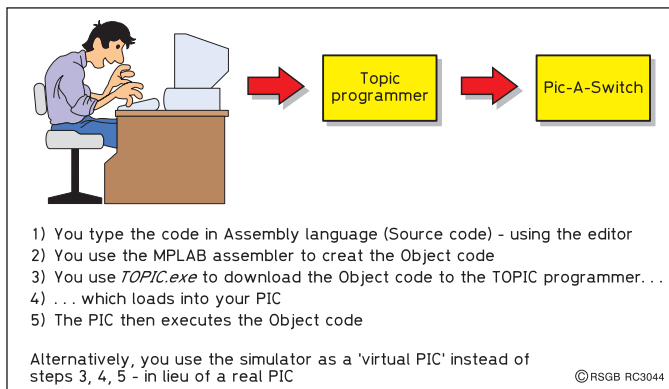 Topic
programmer
Pic-A-Switch
1) You type the code in Assembly language (Source code) - using the editor
2) You use the MPLAB assembler to creat the Object code
3) You use TOPIC.exe to download the Object code to the TOPIC programmer. . .
4) . . . which loads into your PIC
5) The PIC then executes the Object code
Alternatively, you use the simulator as a 'virtual PIC' instead of
steps 3, 4, 5 - in lieu of a real PIC
©RSGB RC3044